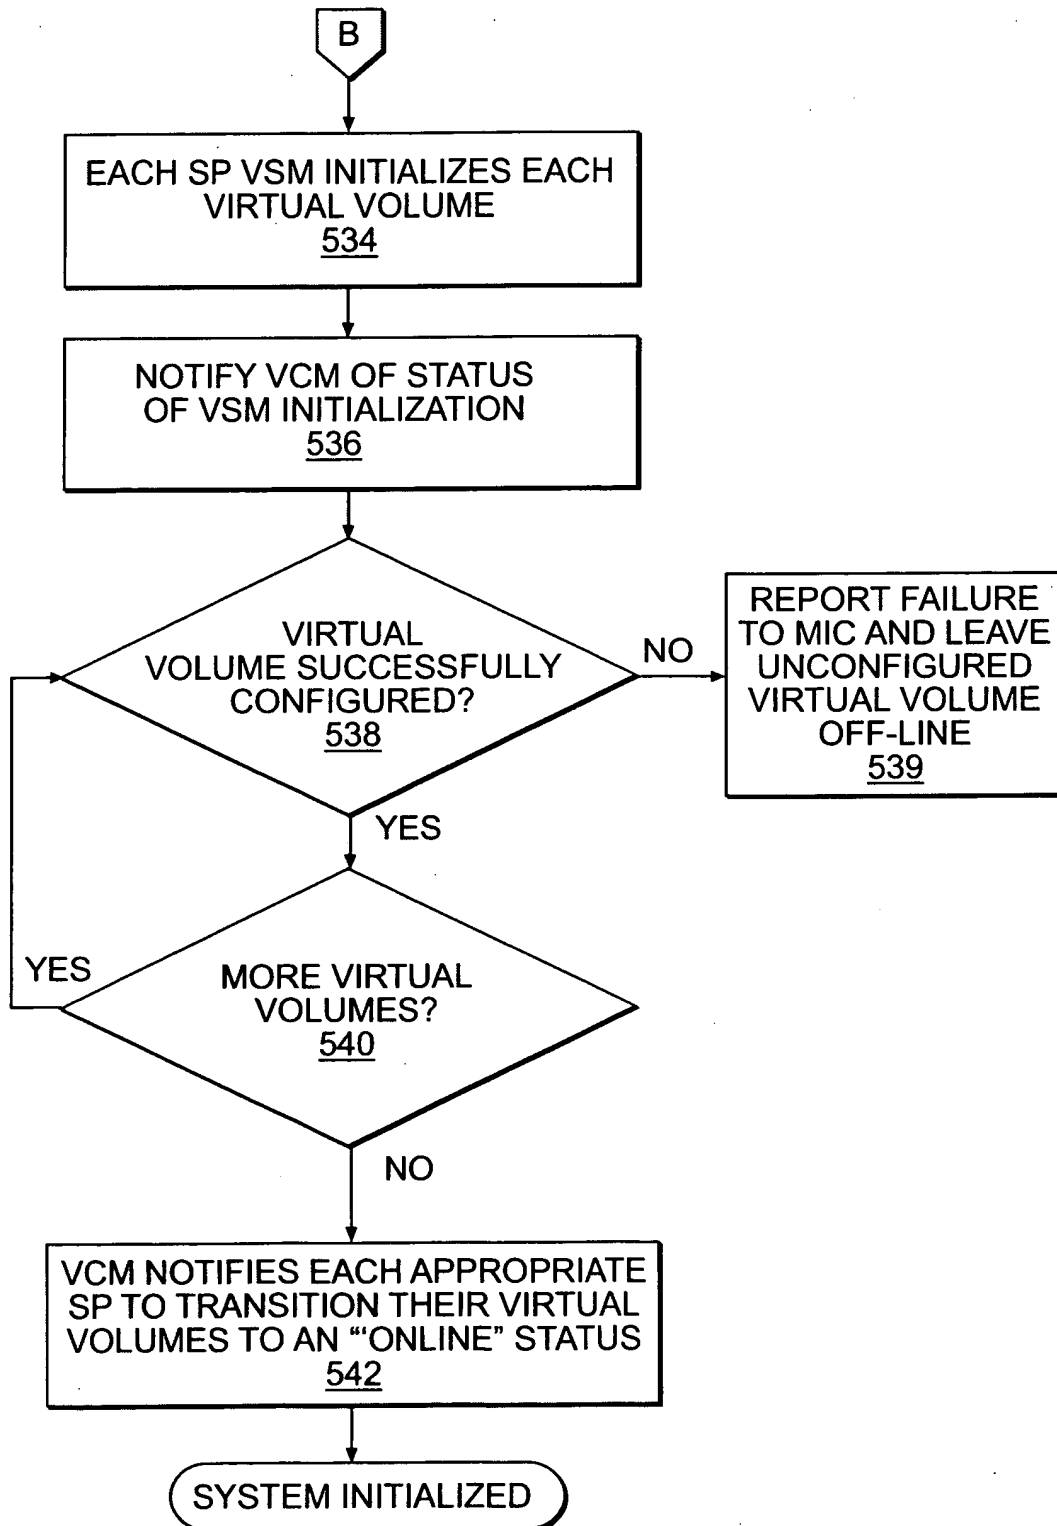 B
EACH SP VSM INITIALIZES EACH
VIRTUAL VOLUME
534
NOTIFY VCM OF STATUS
OF VSM INITIALIZATION
536
VIRTUAL
VOLUME SUCCESSFULLY
CONFIGURED?
538
NO
REPORT FAILURE
TO MIC AND LEAVE
UNCONFIGURED
VIRTUAL VOLUME
OFF-LINE
539
YES
YES
MORE VIRTUAL
VOLUMES?
540
NO
VCM NOTIFIES EACH APPROPRIATE
SP TO TRANSITION THEIR VIRTUAL
VOLUMES TO AN "'ONLINE" STATUS
542
SYSTEM INITIALIZED